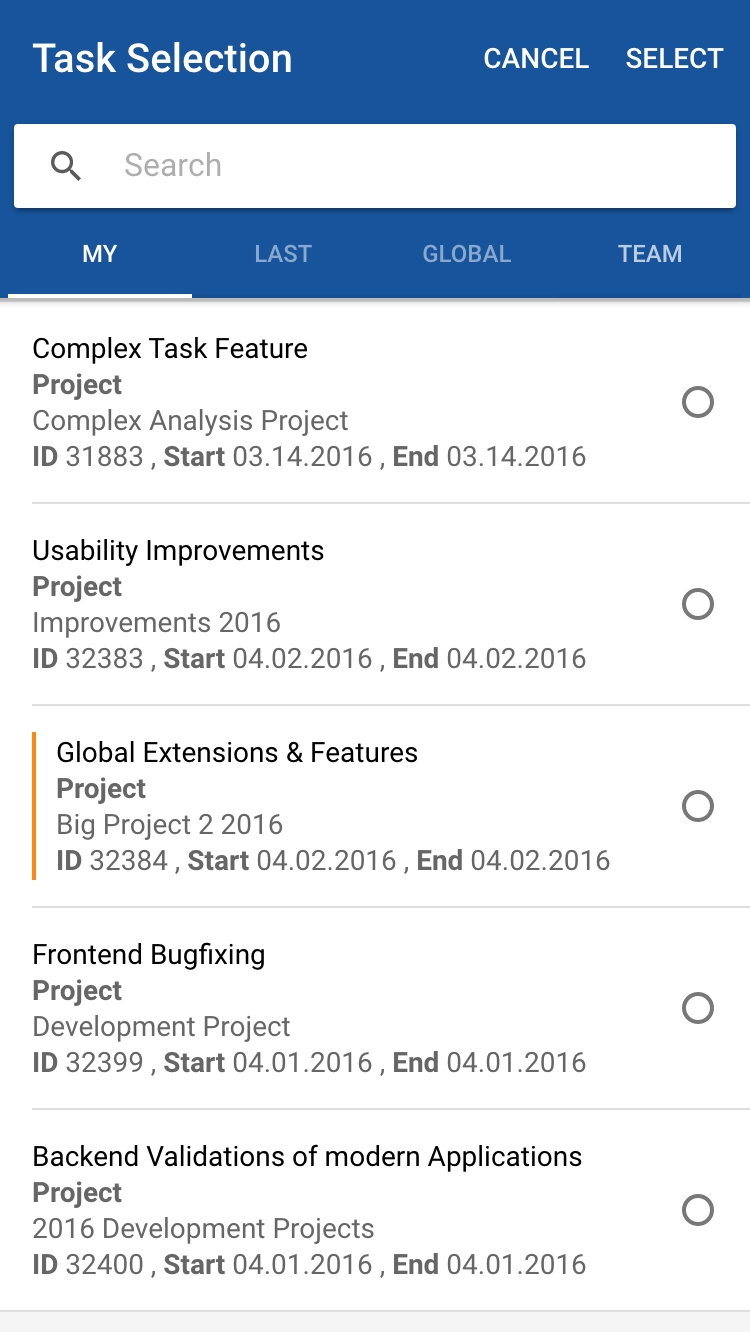 Task Selection CANCEL SELECT
Search
MY LAST GLOBAL TEAM
Complex Task Feature
Project
Complex Analysis Project
ID 31883 , Start 03.14.2016 , End 03.14.2016
Usability Improvements
Project
Improvements 2016
ID 32383 , Start 04.02.2016 , End 04.02.2016
Global Extensions & Features
Project
Big Project 2 2016
ID 32384 , Start 04.02.2016 , End 04.02.2016
Frontend Bugfixing
Project
Development Project
ID 32399 , Start 04.01.2016 , End 04.01.2016
Backend Validations of modern Applications
Project
2016 Development Projects
ID 32400 , Start 04.01.2016 , End 04.01.2016